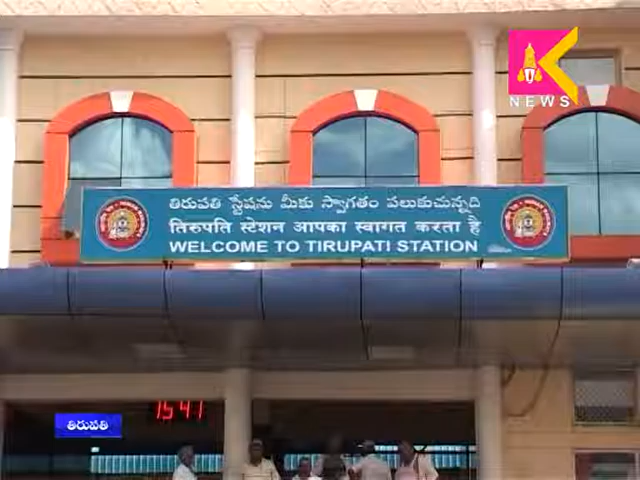 K
NEWS
తిరుపతి స్టేషను మీకు స్వాగతం పలుకుచున్నది
तिरुपति स्टेशन आपका स्वागत करता है
WELCOME TO TIRUPATI STATION
15:41
తిరుపతి